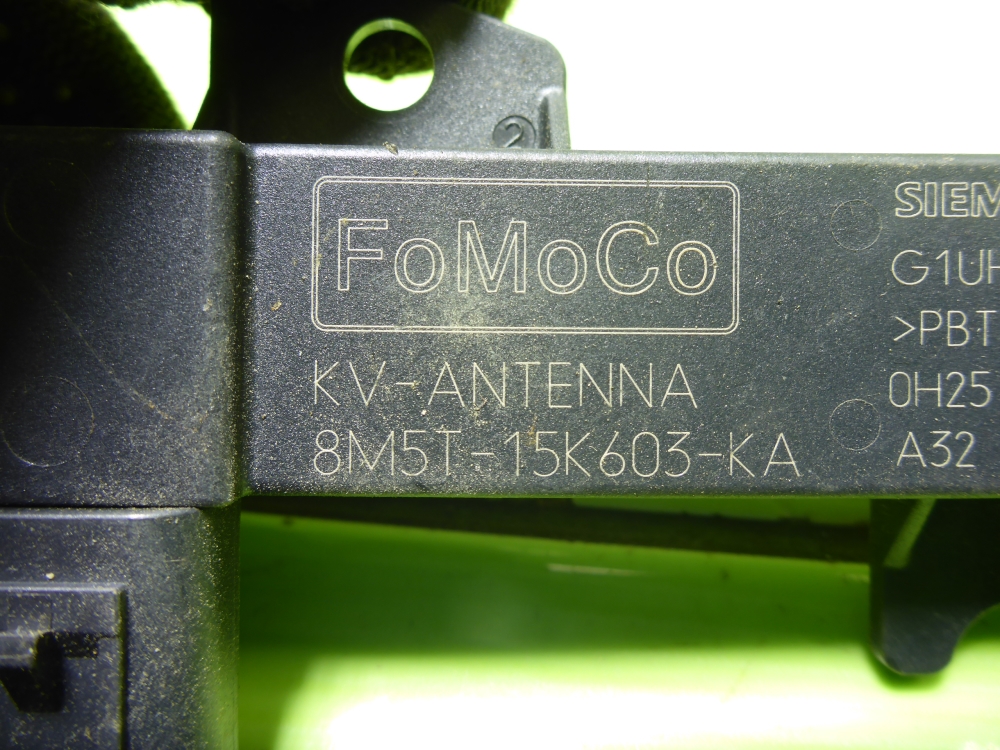 2
FoMoCo
KV-ANTENNA
8M5T-15K603-KA
SIEM
G1UH
>PBT
0H25
A32